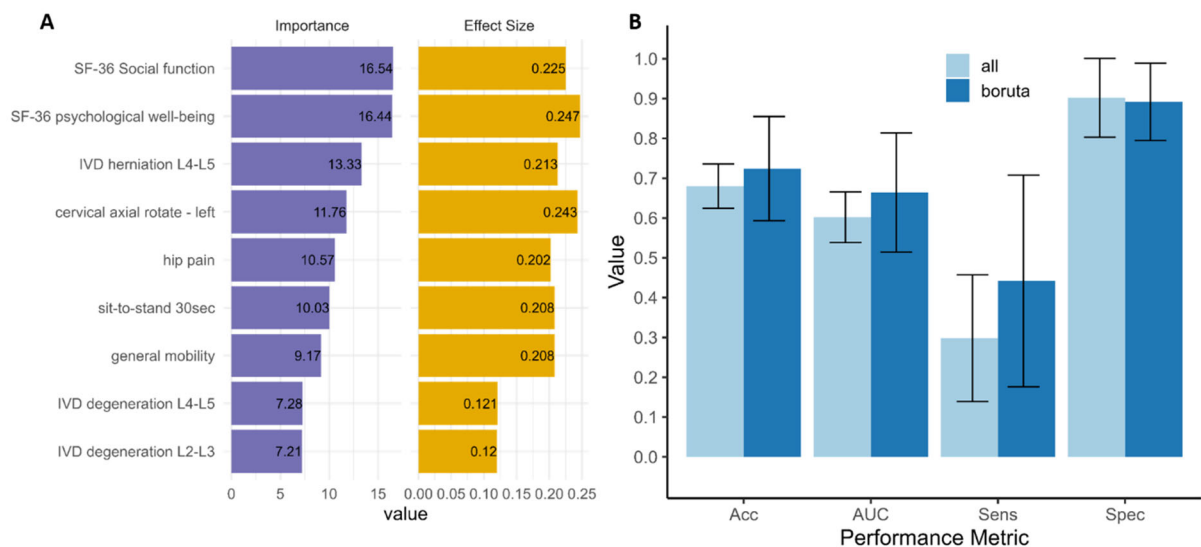 A
Importance
Effect Size
SF-36 Social function
16.54
0.225
SF-36 psychological well-being
16.44
0.247
IVD herniation L4-L5
13.33
0.213
cervical axial rotate - left
11.76
0.243
hip pain
10.57
0.202
sit-to-stand 30sec
10.03
0.208
general mobility
9.17
0.208
IVD degeneration L4-L5
7.28
0.121
IVD degeneration L2-L3
7.21
0.12
0 5 10 15
0.00 0.05 0.10 0.15 0.20 0.25
value
B
all
boruta
1.0
0.9
0.8
0.7
0.6
0.5
0.4
0.3
0.2
0.1
0.0
Value
Acc AUC Sens Spec
Performance Metric